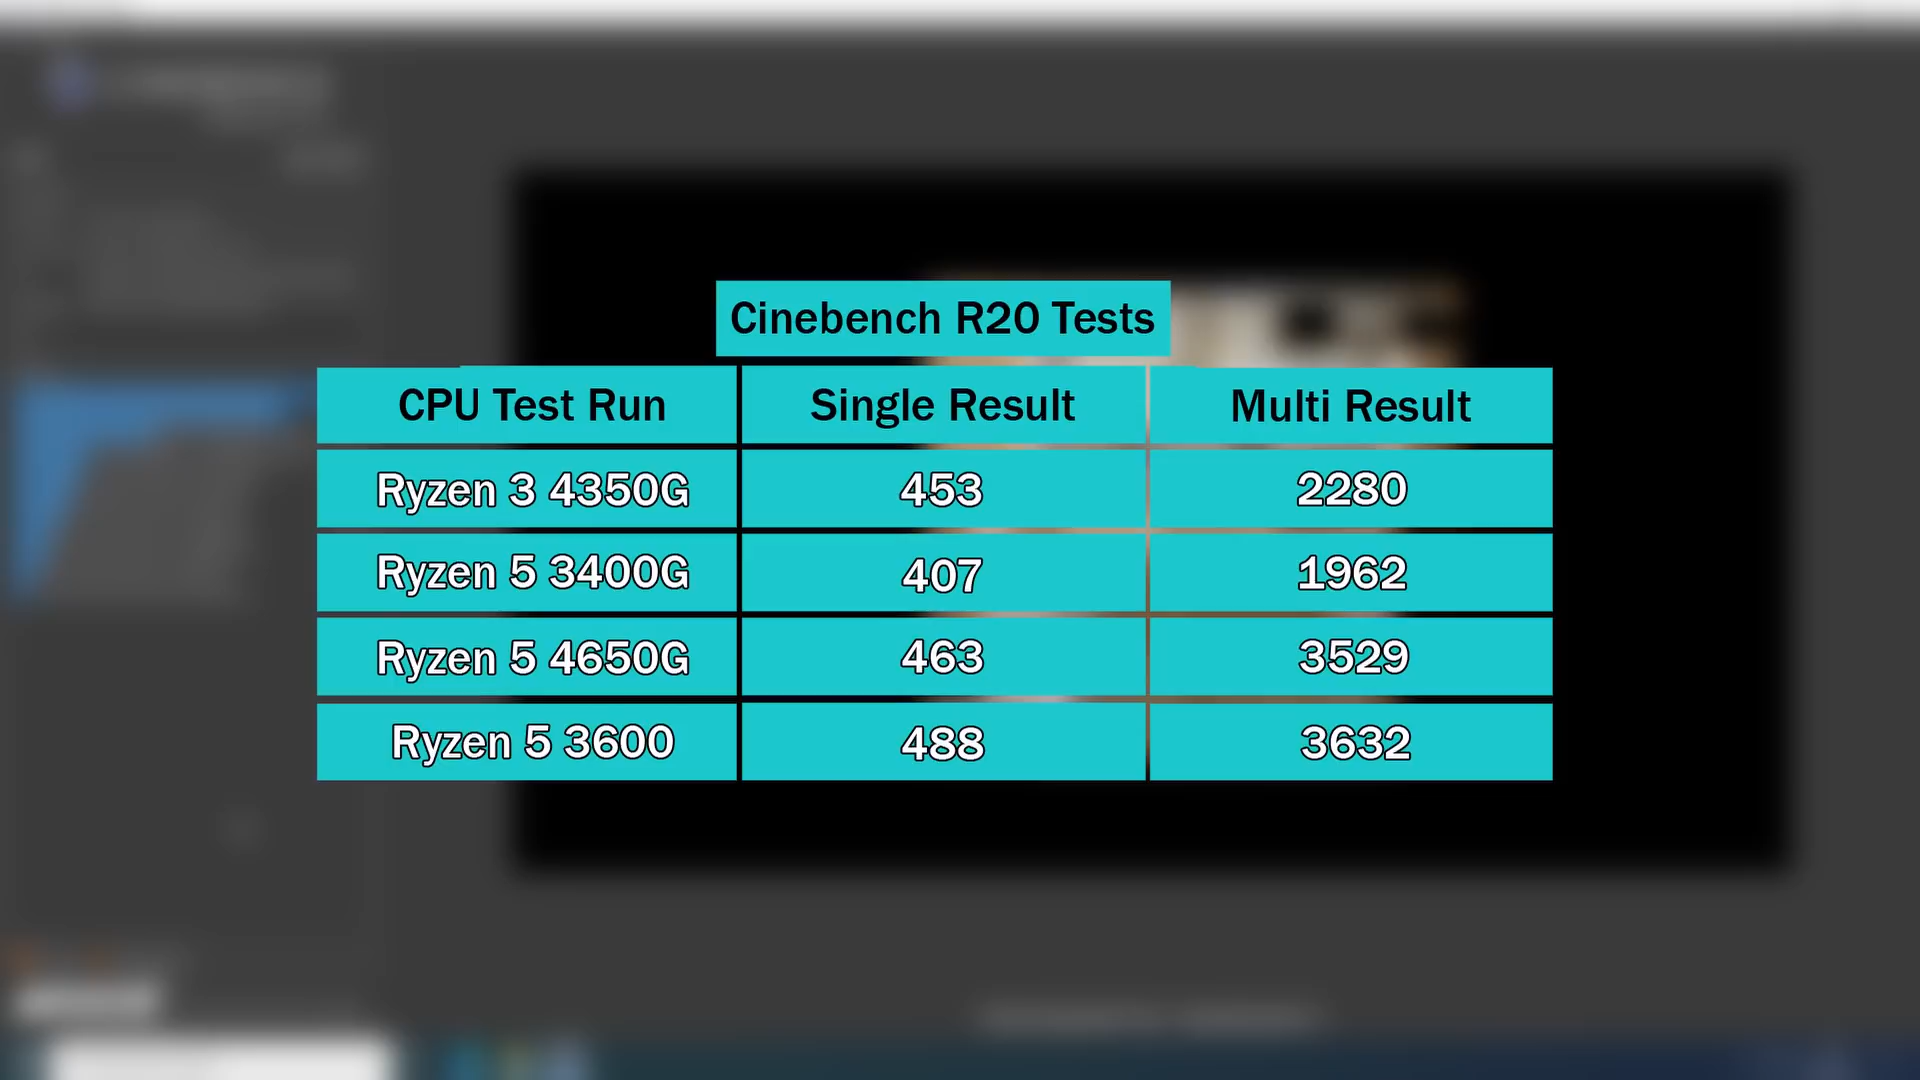 Cinebench R20 Tests
CPU Test Run Single Result Multi Result
Ryzen 3 4350G 453 2280
Ryzen 5 3400G 407 1962
Ryzen 5 4650G 463 3529
Ryzen 5 3600 488 3632